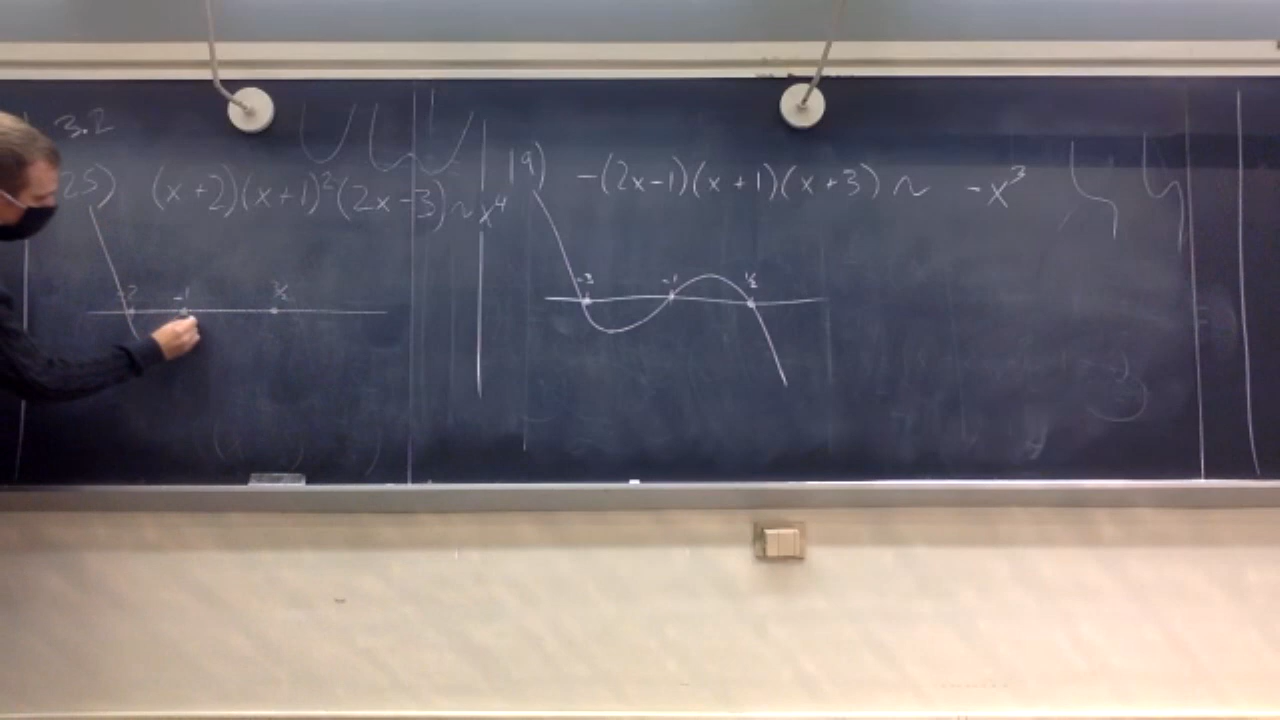 3.2
25) (x+2)(x+1)²(2x-3) ~ x⁴
-2 -1 3/2
19) -(2x-1)(x+1)(x+3) ~ -x³
-3 -1 1/2